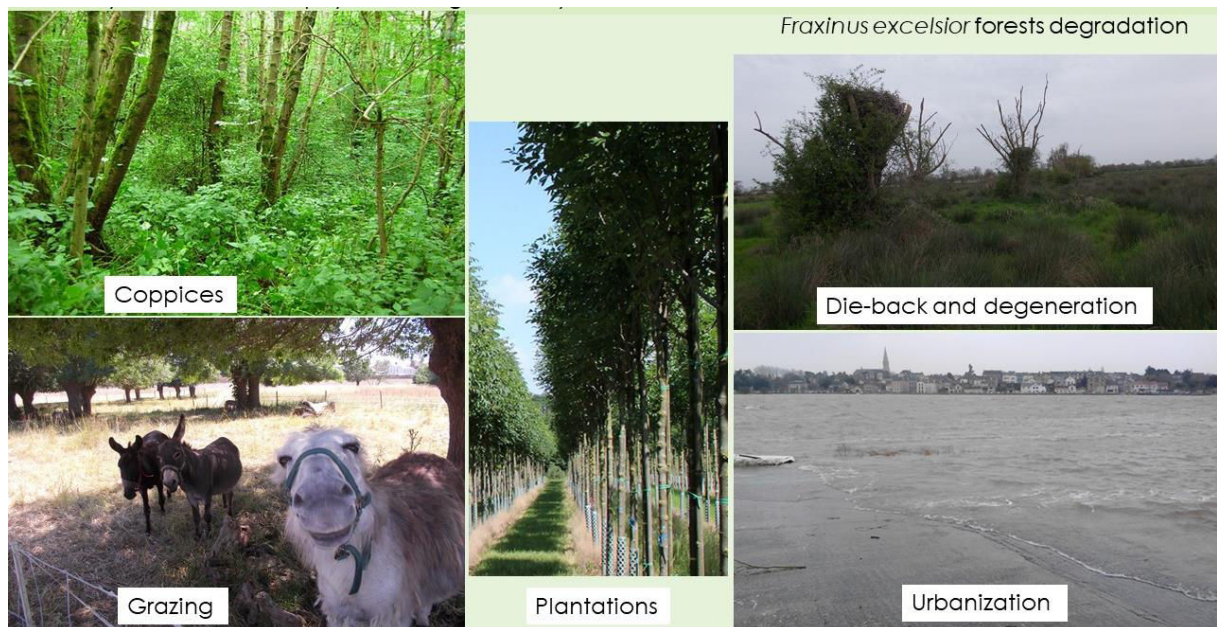 Fraxinus excelsior forests degradation
Coppices
Die-back and degeneration
Grazing
Plantations
Urbanization